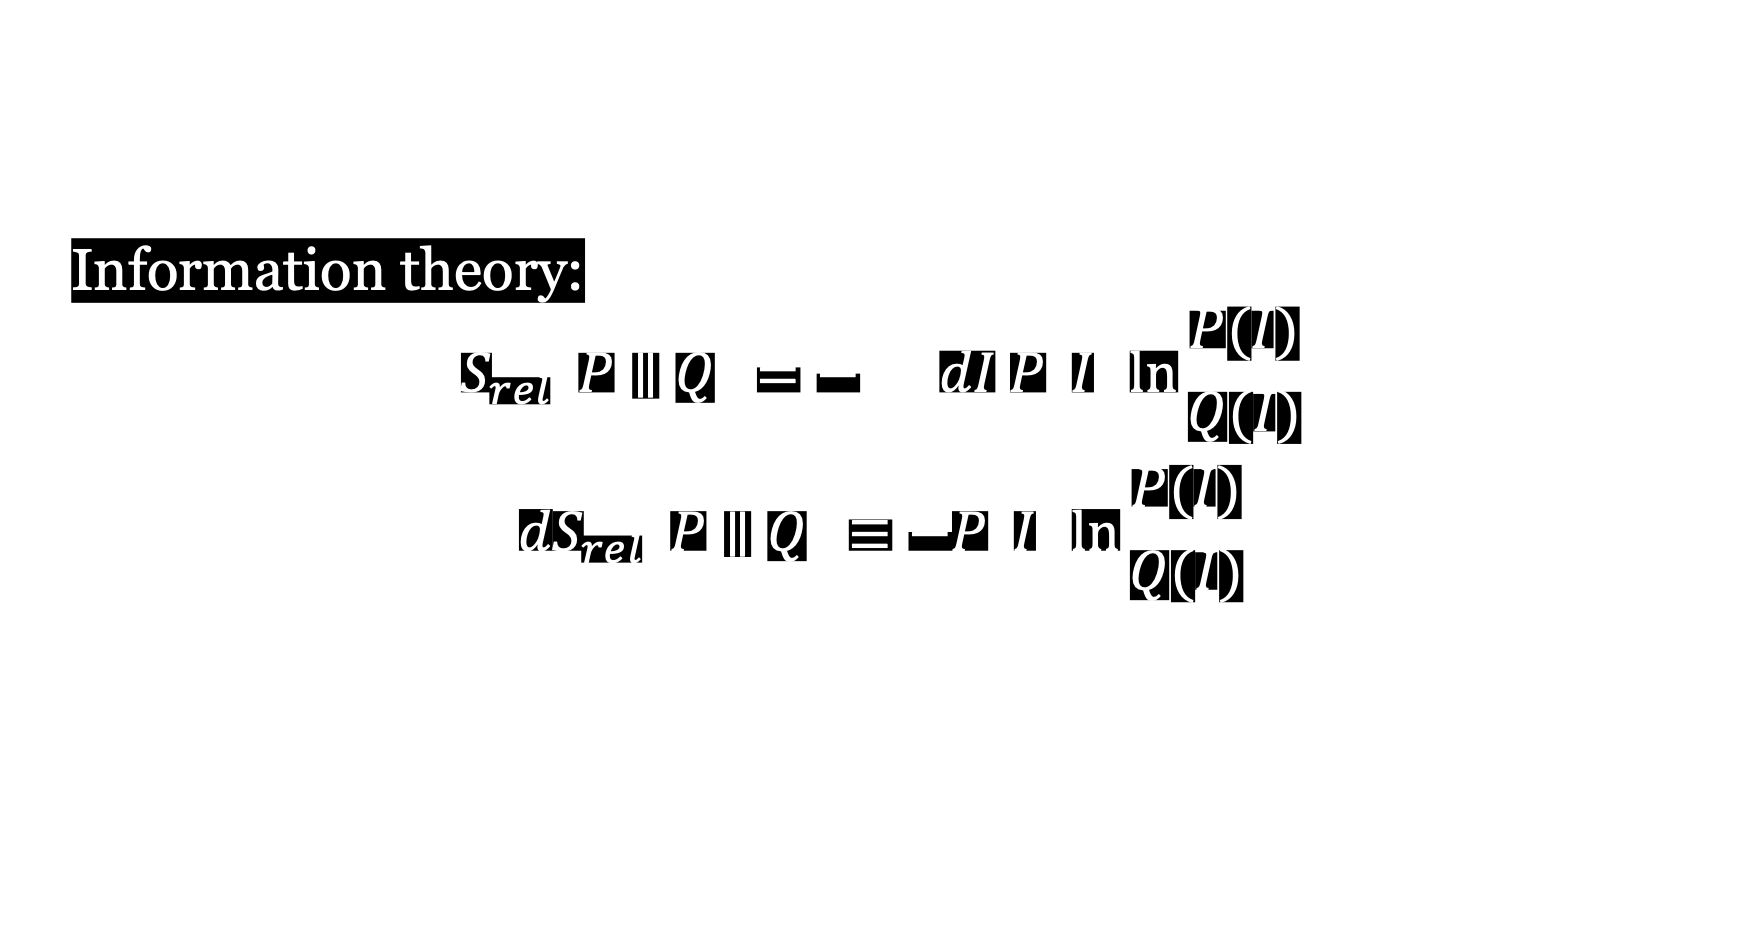 Information theory:
S_rel P ∥ Q = − dI P I ln P(I)/Q(I)
dS_rel P ∥ Q ≡ −P I ln P(I)/Q(I)